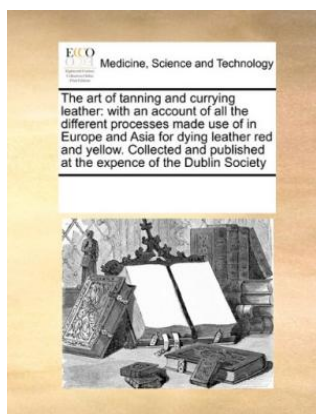 ECCO
Medicine, Science and Technology
The art of tanning and currying
leather: with an account of all the
different processes made use of in
Europe and Asia for dying leather red
and yellow. Collected and published
at the expence of the Dublin Society